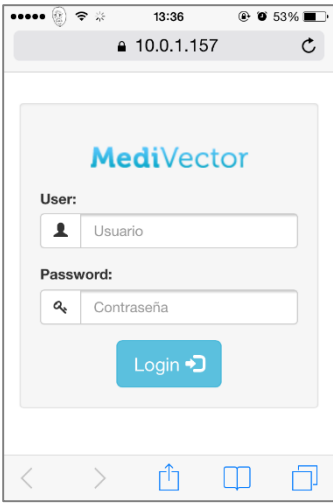 13:36
53%
10.0.1.157
MediVector
User:
Usuario
Password:
Contraseña
Login